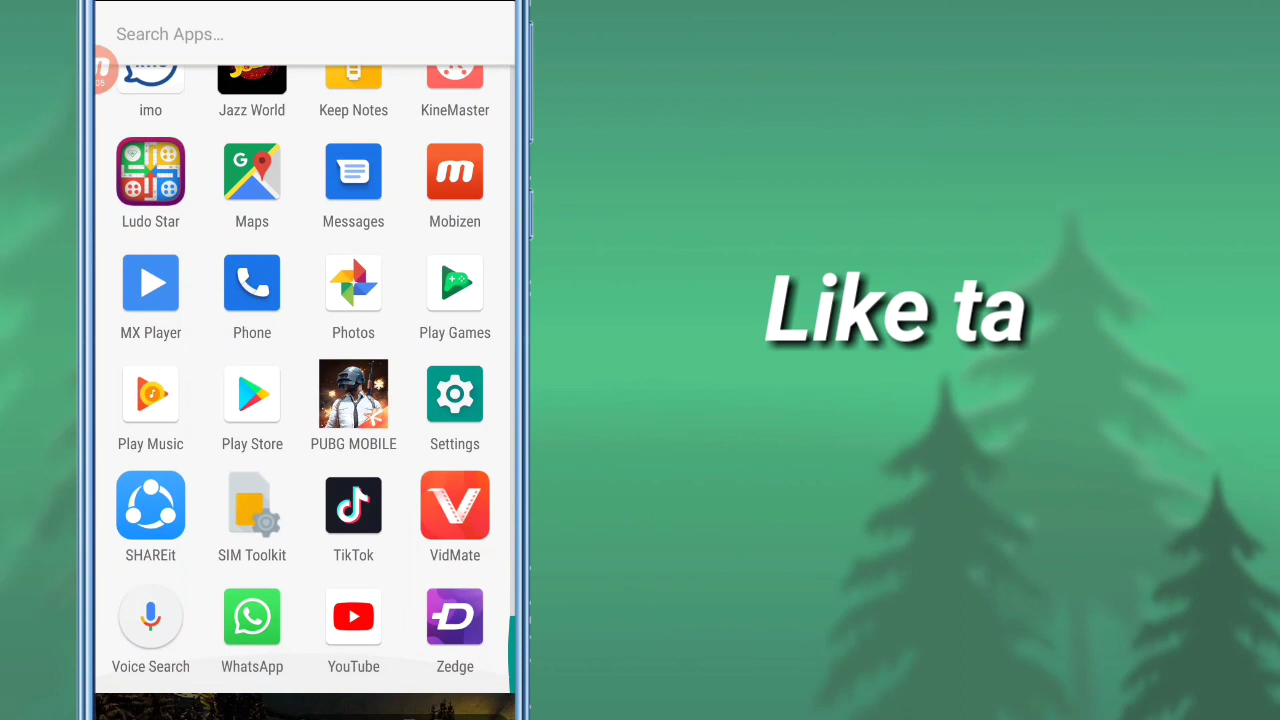 Search Apps...
imo Jazz World Keep Notes KineMaster
Ludo Star Maps Messages Mobizen
MX Player Phone Photos Play Games
Play Music Play Store PUBG MOBILE Settings
SHAREit SIM Toolkit TikTok VidMate
Voice Search WhatsApp YouTube Zedge
Like ta